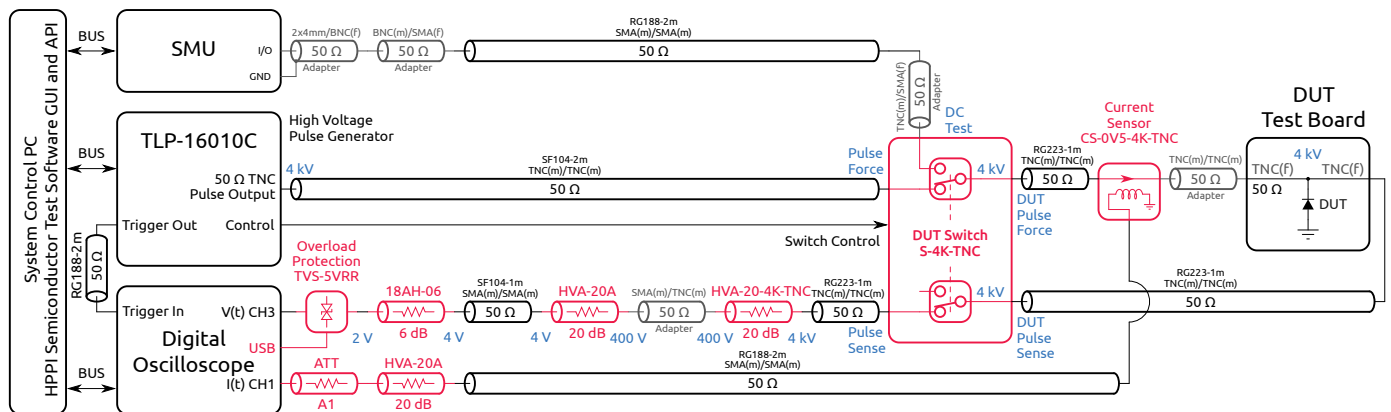 System Control PC
HPPI Semiconductor Test Software GUI and API
BUS
SMU
I/O
GND
2x4mm/BNC(f)
50 Ω
Adapter
BNC(m)/SMA(f)
50 Ω
Adapter
RG188-2m
SMA(m)/SMA(m)
50 Ω
TNC(m)/SMA(f)
50 Ω
Adapter
BUS
TLP-16010C
50 Ω TNC
Pulse Output
Trigger Out
Control
High Voltage
Pulse Generator
4 kV
SF104-2m
TNC(m)/TNC(m)
50 Ω
Pulse
Force
DC
Test
Switch Control
DUT Switch
S-4K-TNC
4 kV
RG223-1m
TNC(m)/TNC(m)
50 Ω
DUT
Pulse
Force
Current
Sensor
CS-0V5-4K-TNC
TNC(m)/TNC(m)
50 Ω
Adapter
DUT
Test Board
4 kV
TNC(f)
TNC(f)
50 Ω
DUT
RG188-2m
50 Ω
BUS
Trigger In
V(t) CH3
Digital
Oscilloscope
USB
I(t) CH1
Overload
Protection
TVS-5VRR
2 V
18AH-06
6 dB
4 V
SF104-1m
SMA(m)/SMA(m)
50 Ω
4 V
HVA-20A
20 dB
400 V
SMA(m)/TNC(m)
50 Ω
Adapter
400 V
HVA-20-4K-TNC
20 dB
4 kV
RG223-1m
TNC(m)/TNC(m)
50 Ω
Pulse
Sense
4 kV
DUT
Pulse
Sense
RG223-1m
TNC(m)/TNC(m)
50 Ω
ATT
A1
HVA-20A
20 dB
RG188-2m
SMA(m)/SMA(m)
50 Ω